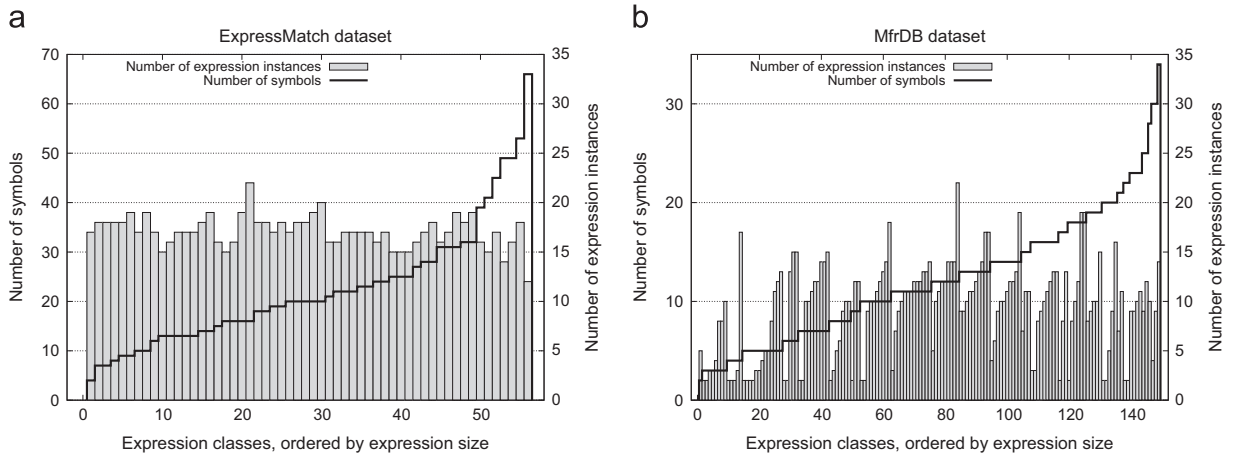 a
ExpressMatch dataset
Number of expression instances
Number of symbols
70
60
50
40
30
20
10
0
Number of symbols
35
30
25
20
15
10
5
0
Number of expression instances
0 10 20 30 40 50
Expression classes, ordered by expression size
b
MfrDB dataset
Number of expression instances
Number of symbols
30
20
10
0
Number of symbols
35
30
25
20
15
10
5
0
Number of expression instances
0 20 40 60 80 100 120 140
Expression classes, ordered by expression size